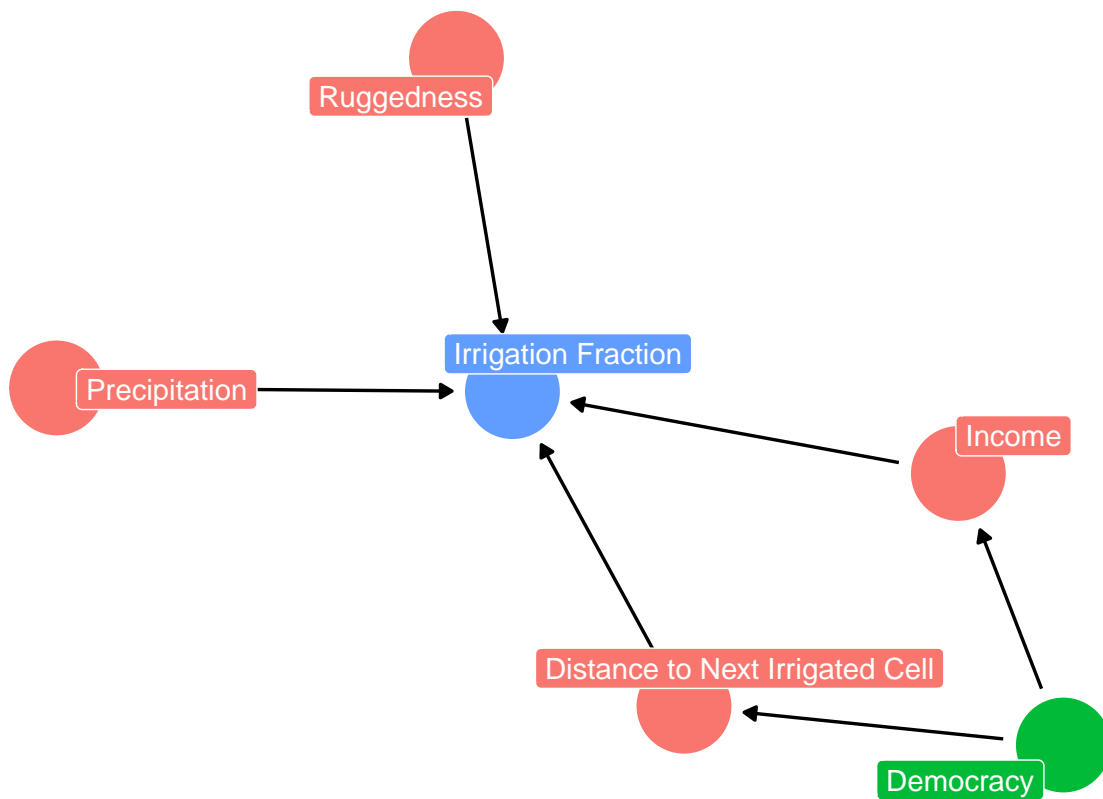 Ruggedness
Irrigation Fraction
Precipitation
Income
Distance to Next Irrigated Cell
Democracy